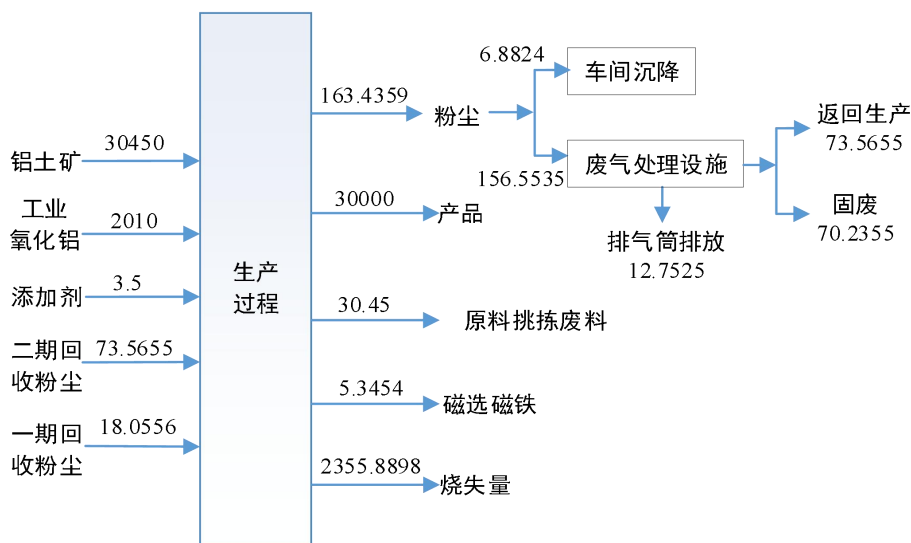 铝土矿
30450
工业
氧化铝
2010
添加剂
3.5
二期回
收粉尘
73.5655
一期回
收粉尘
18.0556
生产
过程
163.4359
粉尘
6.8824
车间沉降
156.5535
废气处理设施
返回生产
73.5655
固废
70.2355
排气筒排放
12.7525
30000
产品
30.45
原料挑拣废料
5.3454
磁选磁铁
2355.8898
烧失量